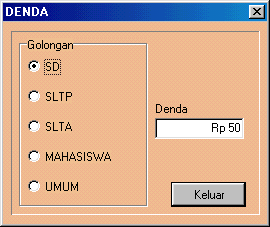 DENDA
Golongan
SD
SLTP
SLTA
MAHASISWA
UMUM
Denda
Rp 50
Keluar